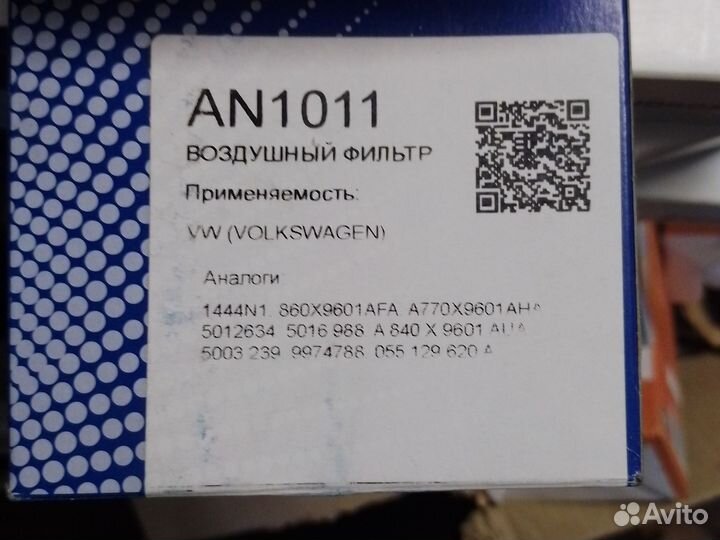 AN1011
ВОЗДУШНЫЙ ФИЛЬТР
Применяемость:
VW (VOLKSWAGEN)
Аналоги
1444N1, 860X9601AFA, A770X9601AHA
5012634, 5016 988, A 840 X 9601 AUA
5003 239, 9974788, 055 129 620 A
Avito